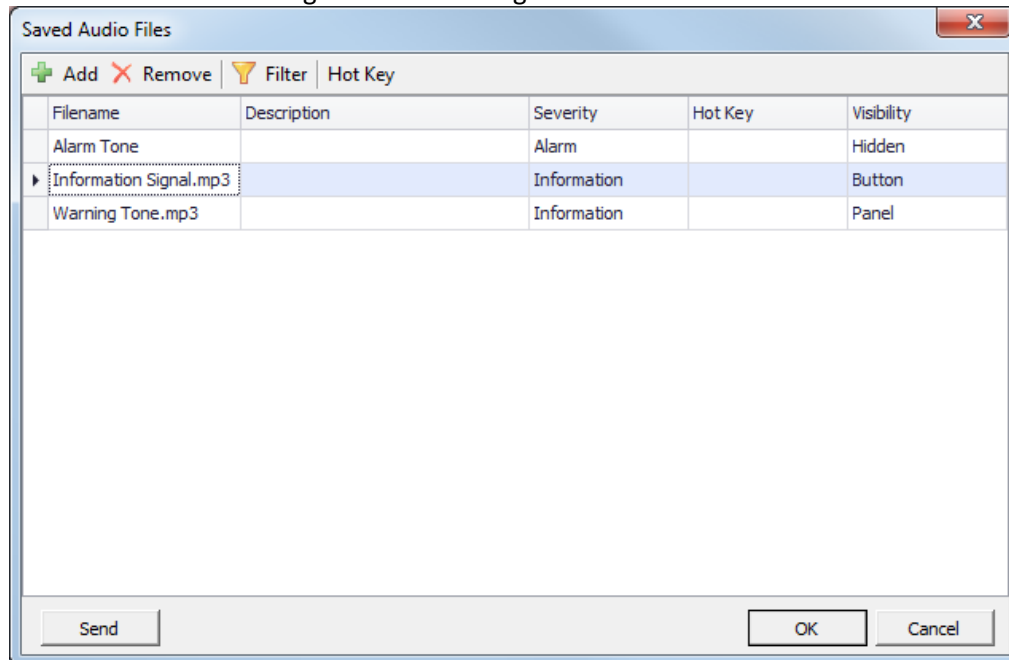 Saved Audio Files
Add Remove Filter Hot Key
Filename Description Severity Hot Key Visibility
Alarm Tone Alarm Hidden
Information Signal.mp3 Information Button
Warning Tone.mp3 Information Panel
Send OK Cancel